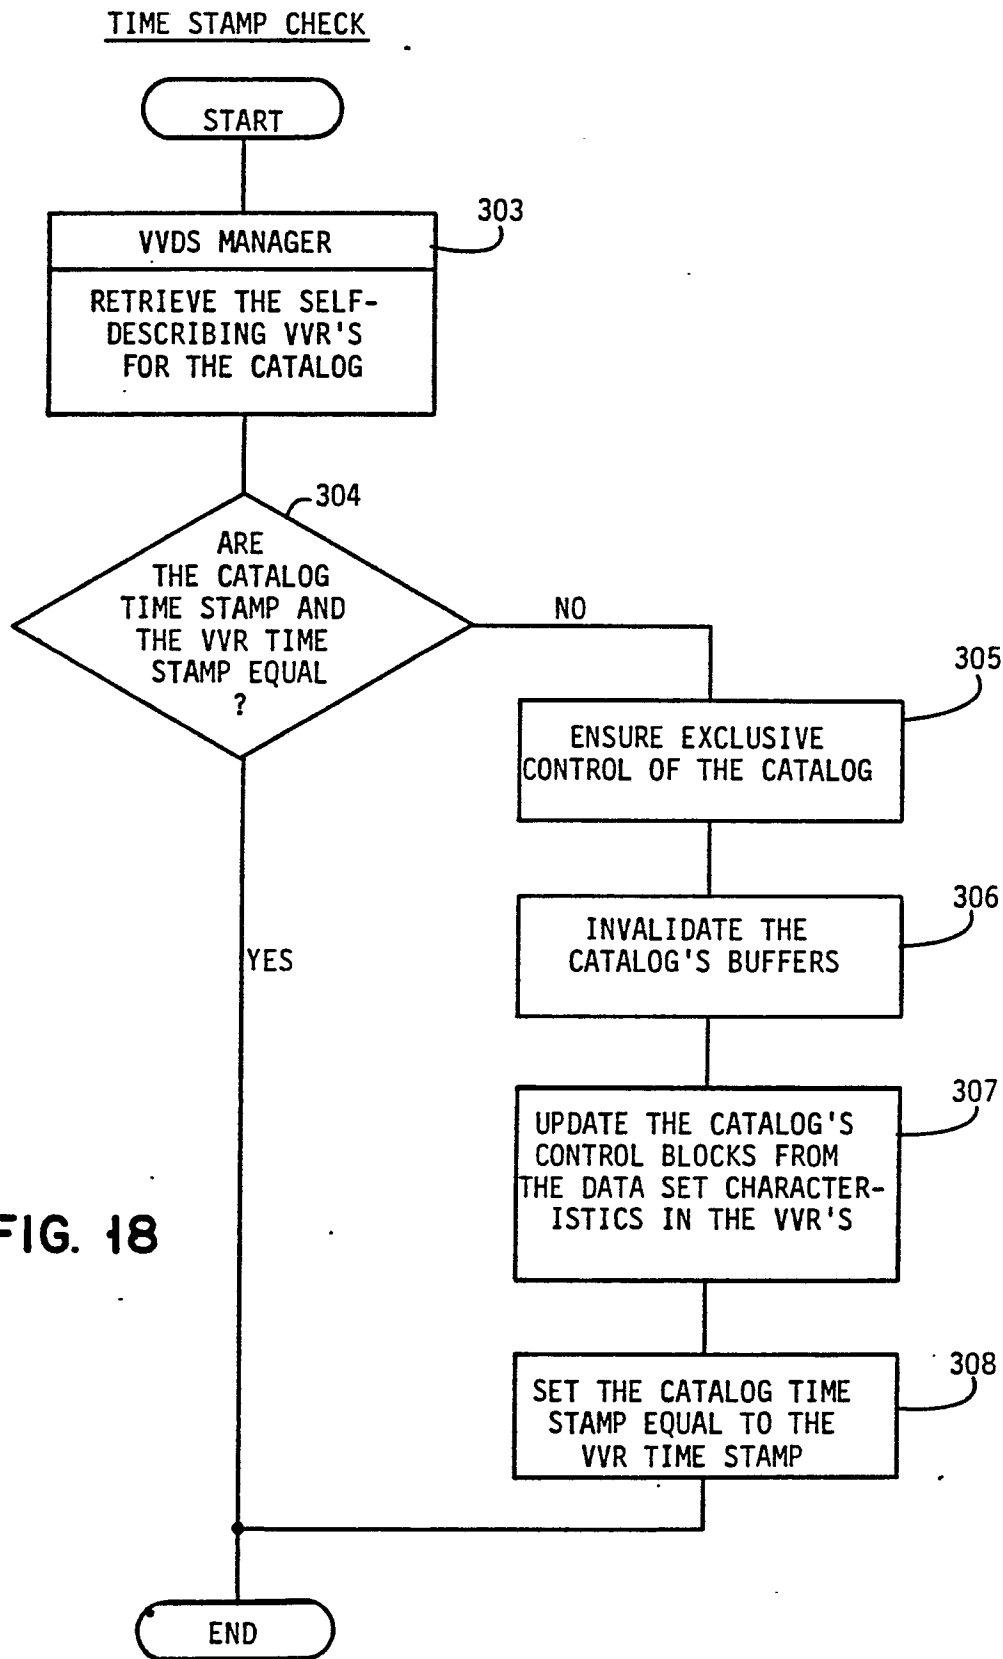 TIME STAMP CHECK
START
303
VVDS MANAGER
RETRIEVE THE SELF-
DESCRIBING VVR'S
FOR THE CATALOG
304
ARE
THE CATALOG
TIME STAMP AND
THE VVR TIME
STAMP EQUAL
?
NO
305
ENSURE EXCLUSIVE
CONTROL OF THE CATALOG
306
INVALIDATE THE
CATALOG'S BUFFERS
YES
307
UPDATE THE CATALOG'S
CONTROL BLOCKS FROM
THE DATA SET CHARACTER-
ISTICS IN THE VVR'S
FIG. 18
308
SET THE CATALOG TIME
STAMP EQUAL TO THE
VVR TIME STAMP
END